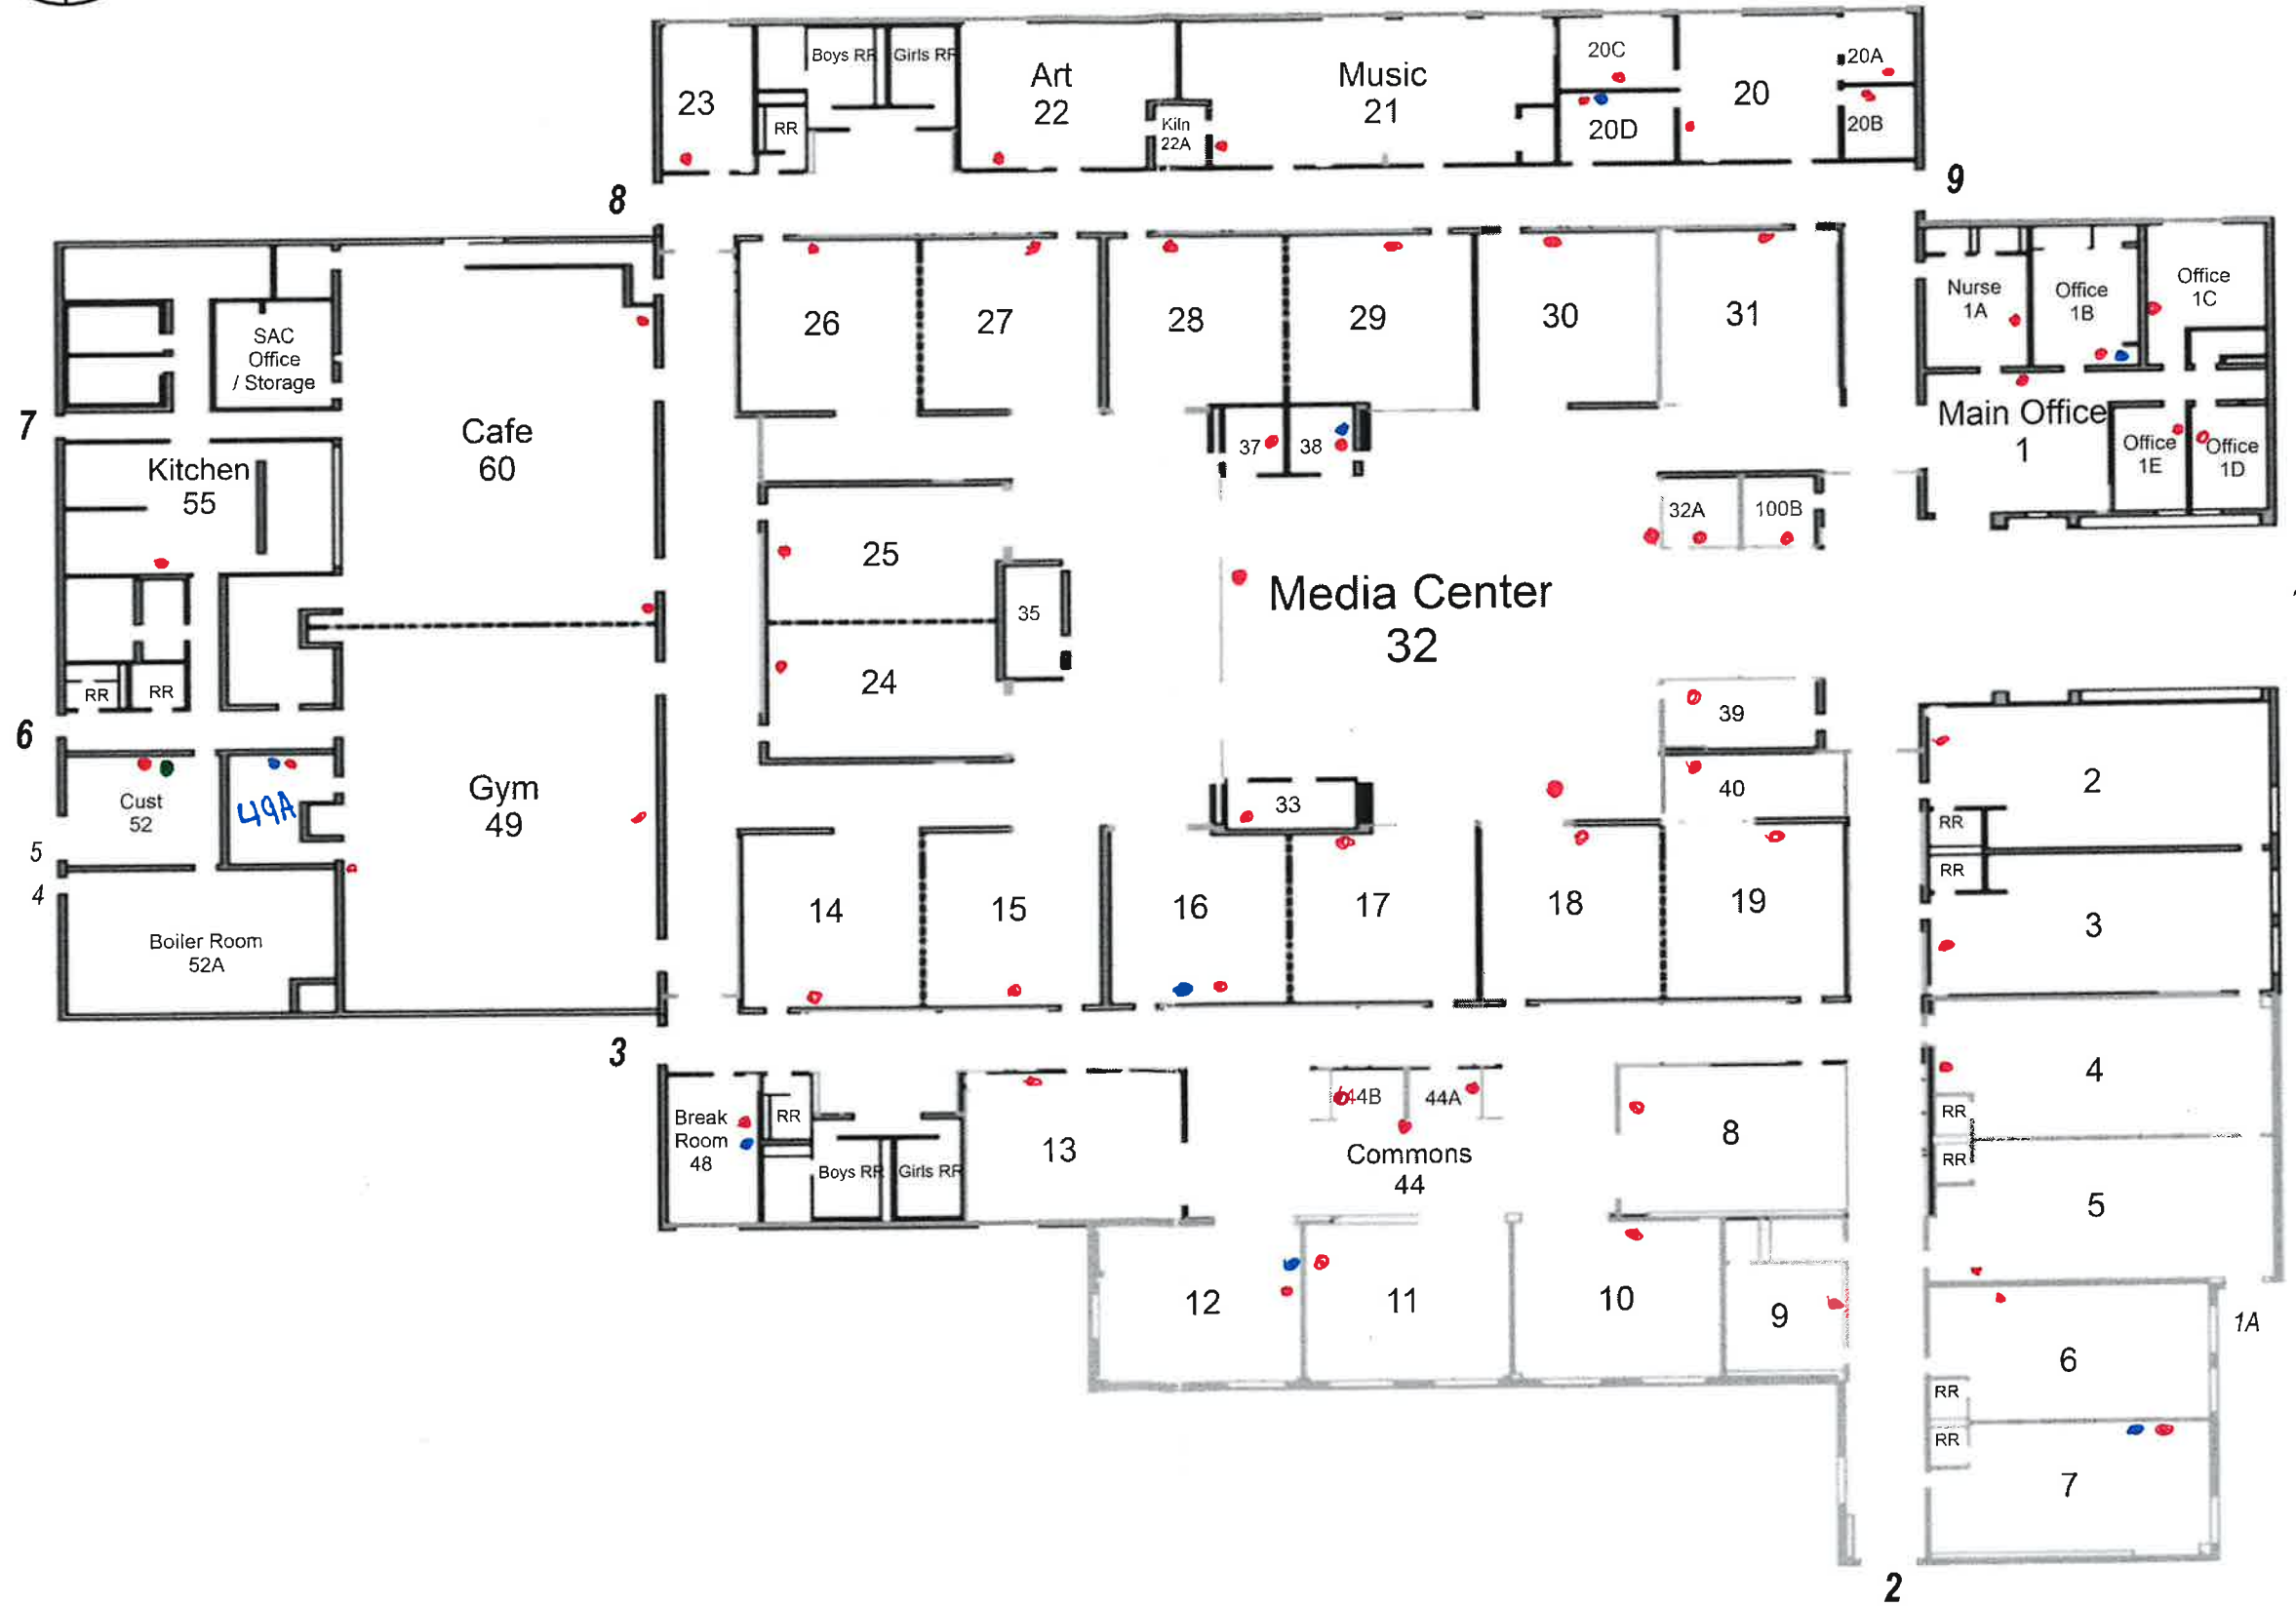 Boys RR
Girls RR
23
RR
Art
22
Kiln
22A
Music
21
20C
20D
20
20A
20B
8
9
26
27
28
29
30
31
Nurse
1A
Office
1B
Office
1C
SAC
Office
/ Storage
7
Cafe
60
Kitchen
55
37
38
Main Office
1
Office
1E
Office
1D
32A
100B
25
35
24
Media Center
32
RR
RR
6
39
40
2
Cust
52
49A
Gym
49
33
RR
RR
5
4
Boiler Room
52A
14
15
16
17
18
19
3
3
Break
Room
48
RR
Boys RR
Girls RR
13
44B
44A
Commons
44
8
4
RR
RR
5
12
11
10
9
1A
6
RR
RR
7
2